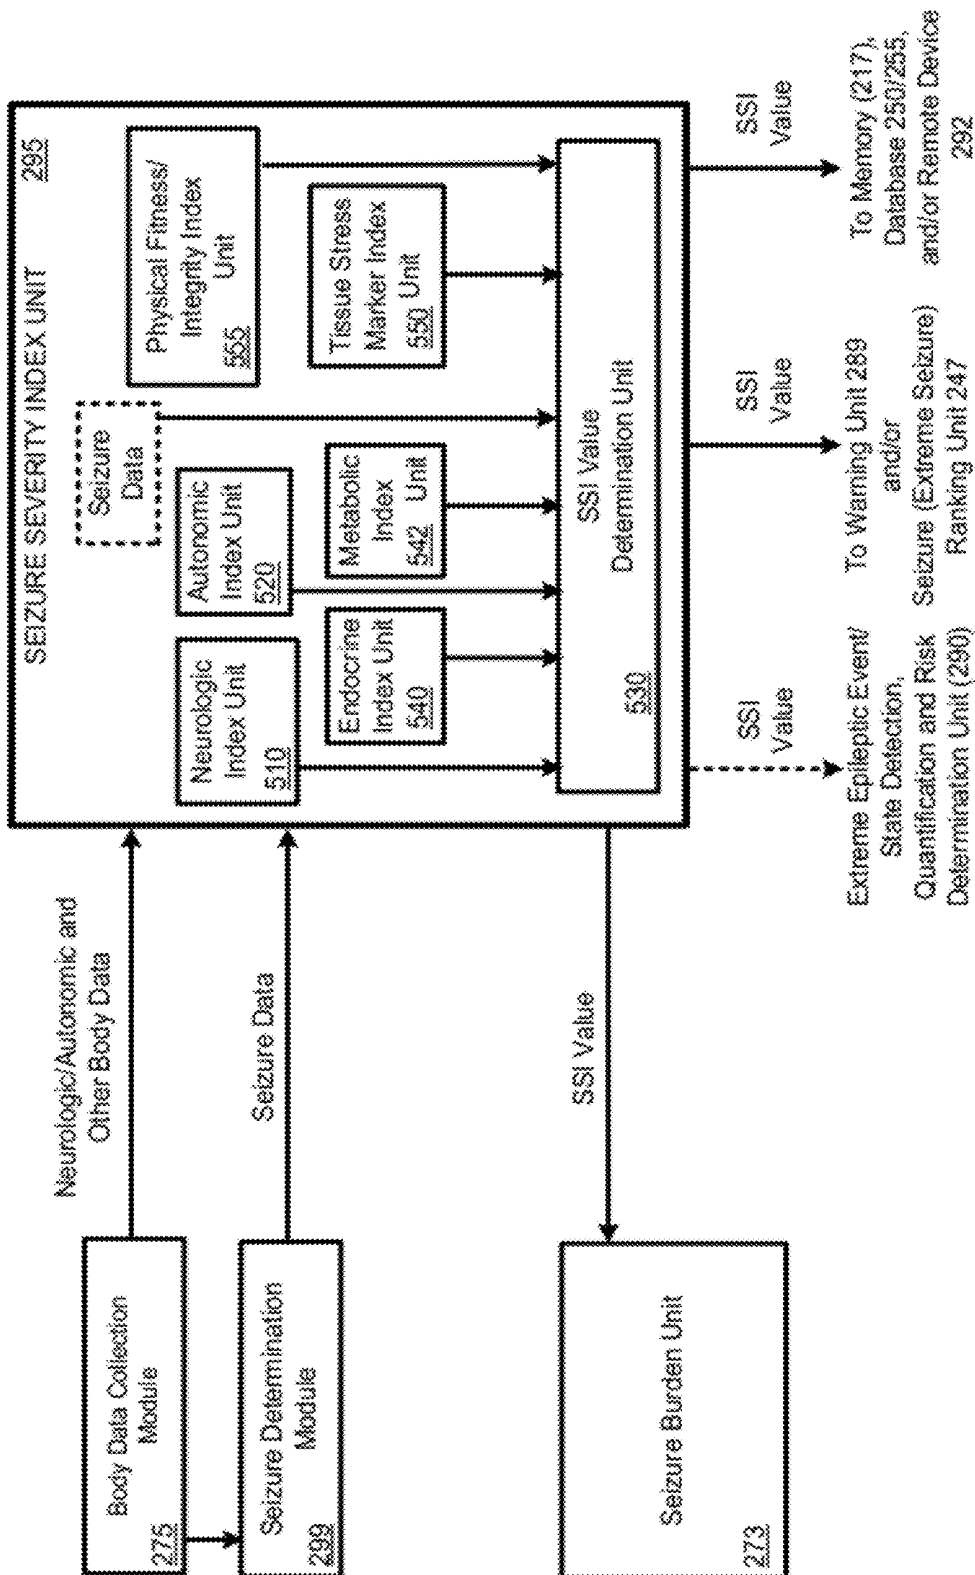 SEIZURE SEVERITY INDEX UNIT
295
Body Data Collection
Module
275
Neurologic/Autonomic and
Other Body Data
Seizure Determination
Module
299
Seizure Data
Seizure
Data
Physical Fitness/
Integrity Index
Unit
555
Neurologic
Index Unit
510
Autonomic
Index Unit
520
Endocrine
Index Unit
540
Metabolic
Index
Unit
542
Tissue Stress
Marker Index
Unit
550
SSI Value
Determination Unit
530
SSI Value
Seizure Burden Unit
273
SSI
Value
Extreme Epileptic Event/
State Detection,
Quantification and Risk
Determination Unit (290)
SSI
Value
To Warning Unit 289
and/or
Seizure (Extreme Seizure)
Ranking Unit 247
SSI
Value
To Memory (217),
Database 250/255,
and/or Remote Device
292